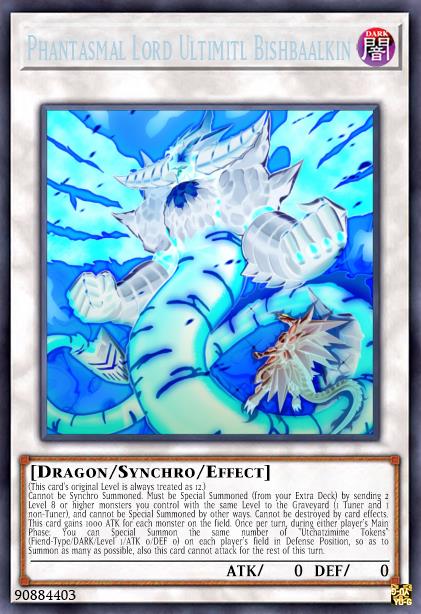 Phantasmal Lord Ultimitl Bishbaalkin
DARK
闇
[Dragon/Synchro/Effect]
(This card's original Level is always treated as 12.)
Cannot be Synchro Summoned. Must be Special Summoned (from your Extra Deck) by sending 2
Level 8 or higher monsters you control with the same Level to the Graveyard (1 Tuner and 1
non-Tuner), and cannot be Special Summoned by other ways. Cannot be destroyed by card effects.
This card gains 1000 ATK for each monster on the field. Once per turn, during either player's Main
Phase: You can Special Summon the same number of "Utchatzimime Tokens"
(Fiend-Type/DARK/Level 1/ATK 0/DEF 0) on each player's field in Defense Position, so as to
Summon as many as possible, also this card cannot attack for the rest of this turn.
ATK/ 0 DEF/ 0
90884403